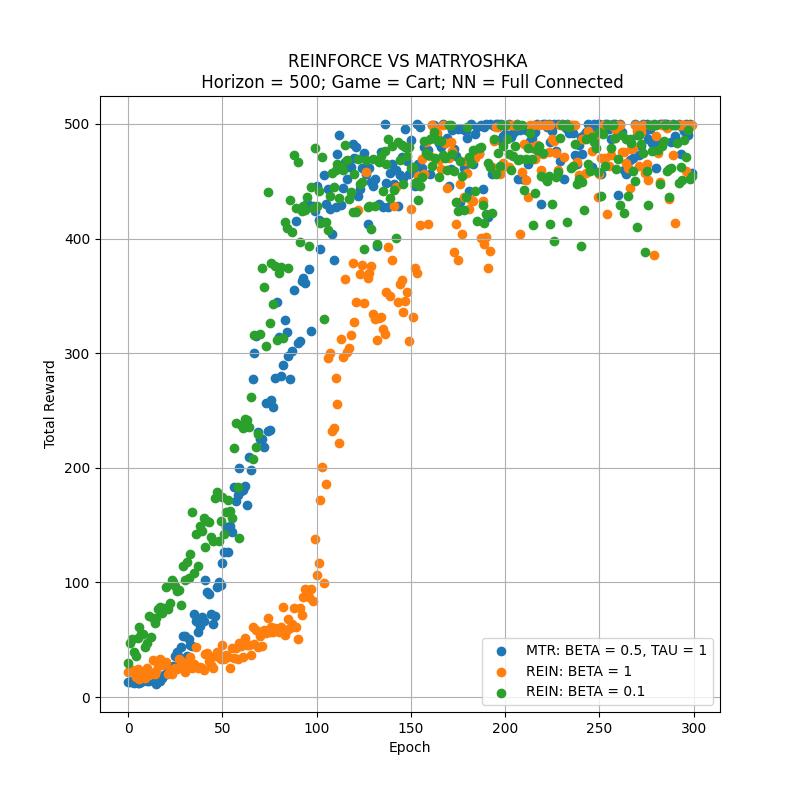 REINFORCE VS MATRYOSHKA
Horizon = 500; Game = Cart; NN = Full Connected
Total Reward
500
400
300
200
100
0
MTR: BETA = 0.5, TAU = 1
REIN: BETA = 1
REIN: BETA = 0.1
0 50 100 150 200 250 300
Epoch